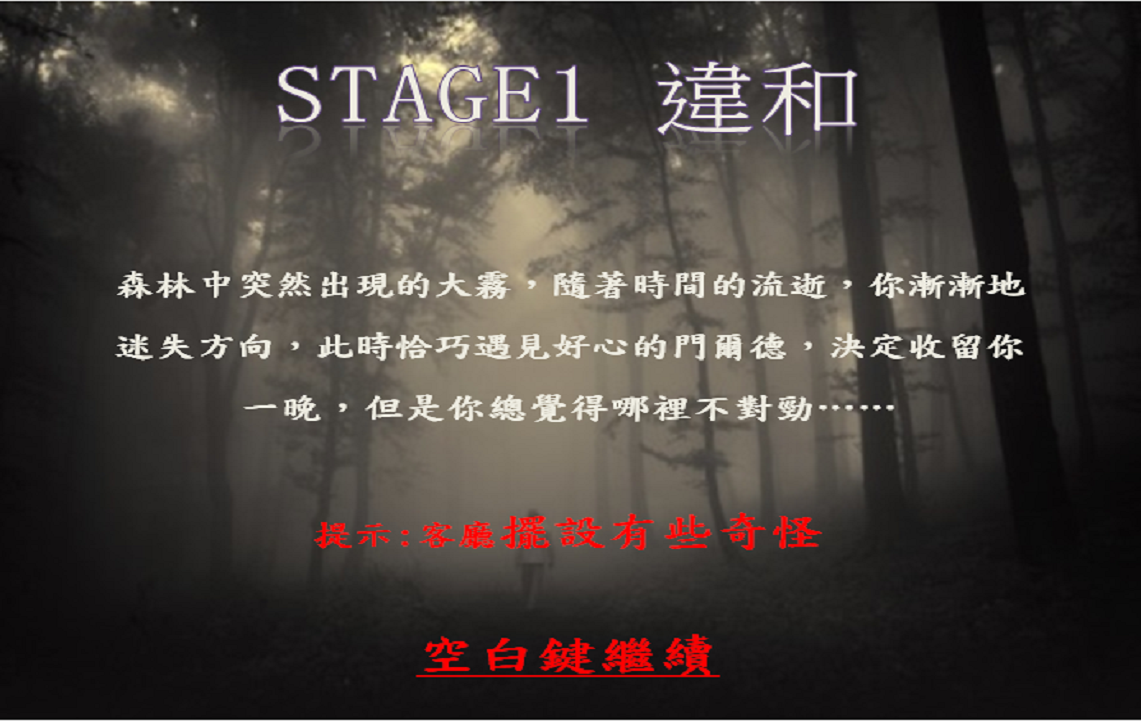 STAGE1 違和
森林中突然出現的大霧，隨著時間的流逝，你漸漸地
迷失方向，此時恰巧遇見好心的門爾德，決定收留你
一晚，但是你總覺得哪裡不對勁……
提示:客廳擺設有些奇怪
空白鍵繼續